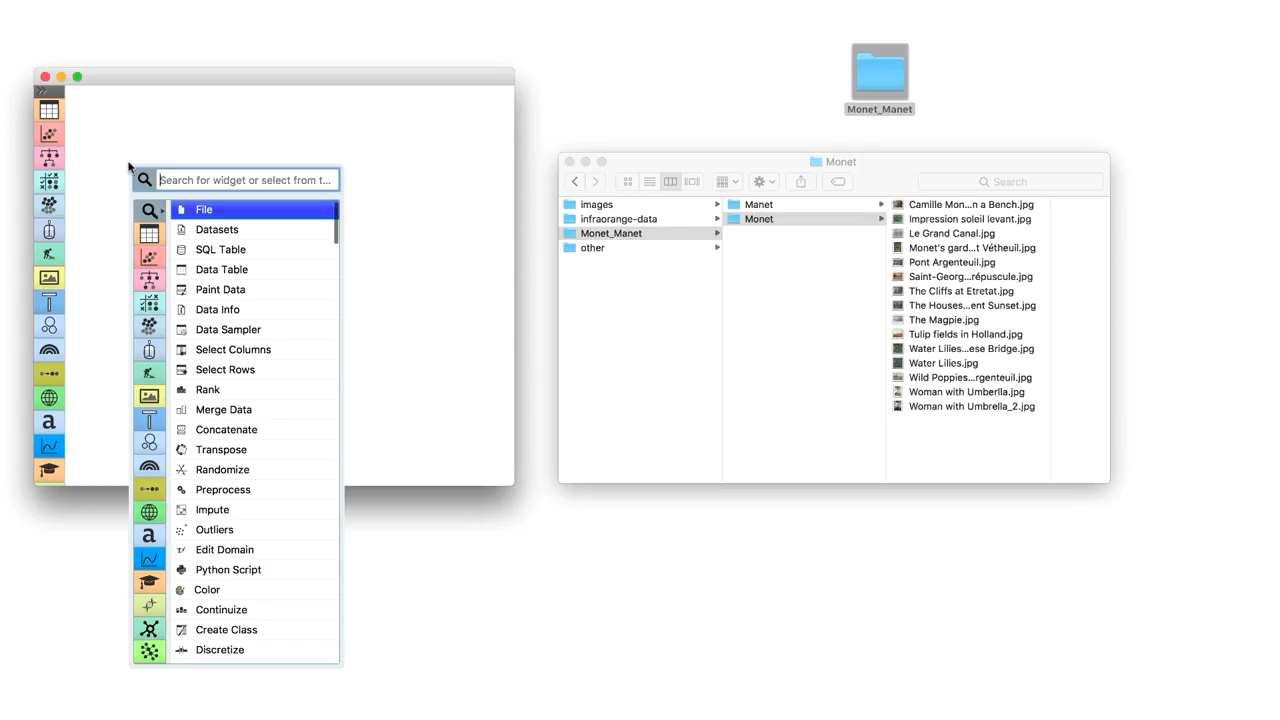 Monet_Manet
Search for widget or select from t...
File
Datasets
SQL Table
Data Table
Paint Data
Data Info
Data Sampler
Select Columns
Select Rows
Rank
Merge Data
Concatenate
Transpose
Randomize
Preprocess
Impute
Outliers
Edit Domain
Python Script
Color
Continuize
Create Class
Discretize
a
a
Monet
Search
images
infraorange-data
Monet_Manet
other
Manet
Monet
Camille Mon...n a Bench.jpg
Impression soleil levant.jpg
Le Grand Canal.jpg
Monet's gard...t Vétheuil.jpg
Pont Argenteuil.jpg
Saint-Georg...répuscule.jpg
The Cliffs at Etretat.jpg
The Houses...ent Sunset.jpg
The Magpie.jpg
Tulip fields in Holland.jpg
Water Lilies...ese Bridge.jpg
Water Lilies.jpg
Wild Poppies...rgenteuil.jpg
Woman with Umberlla.jpg
Woman with Umbrella_2.jpg